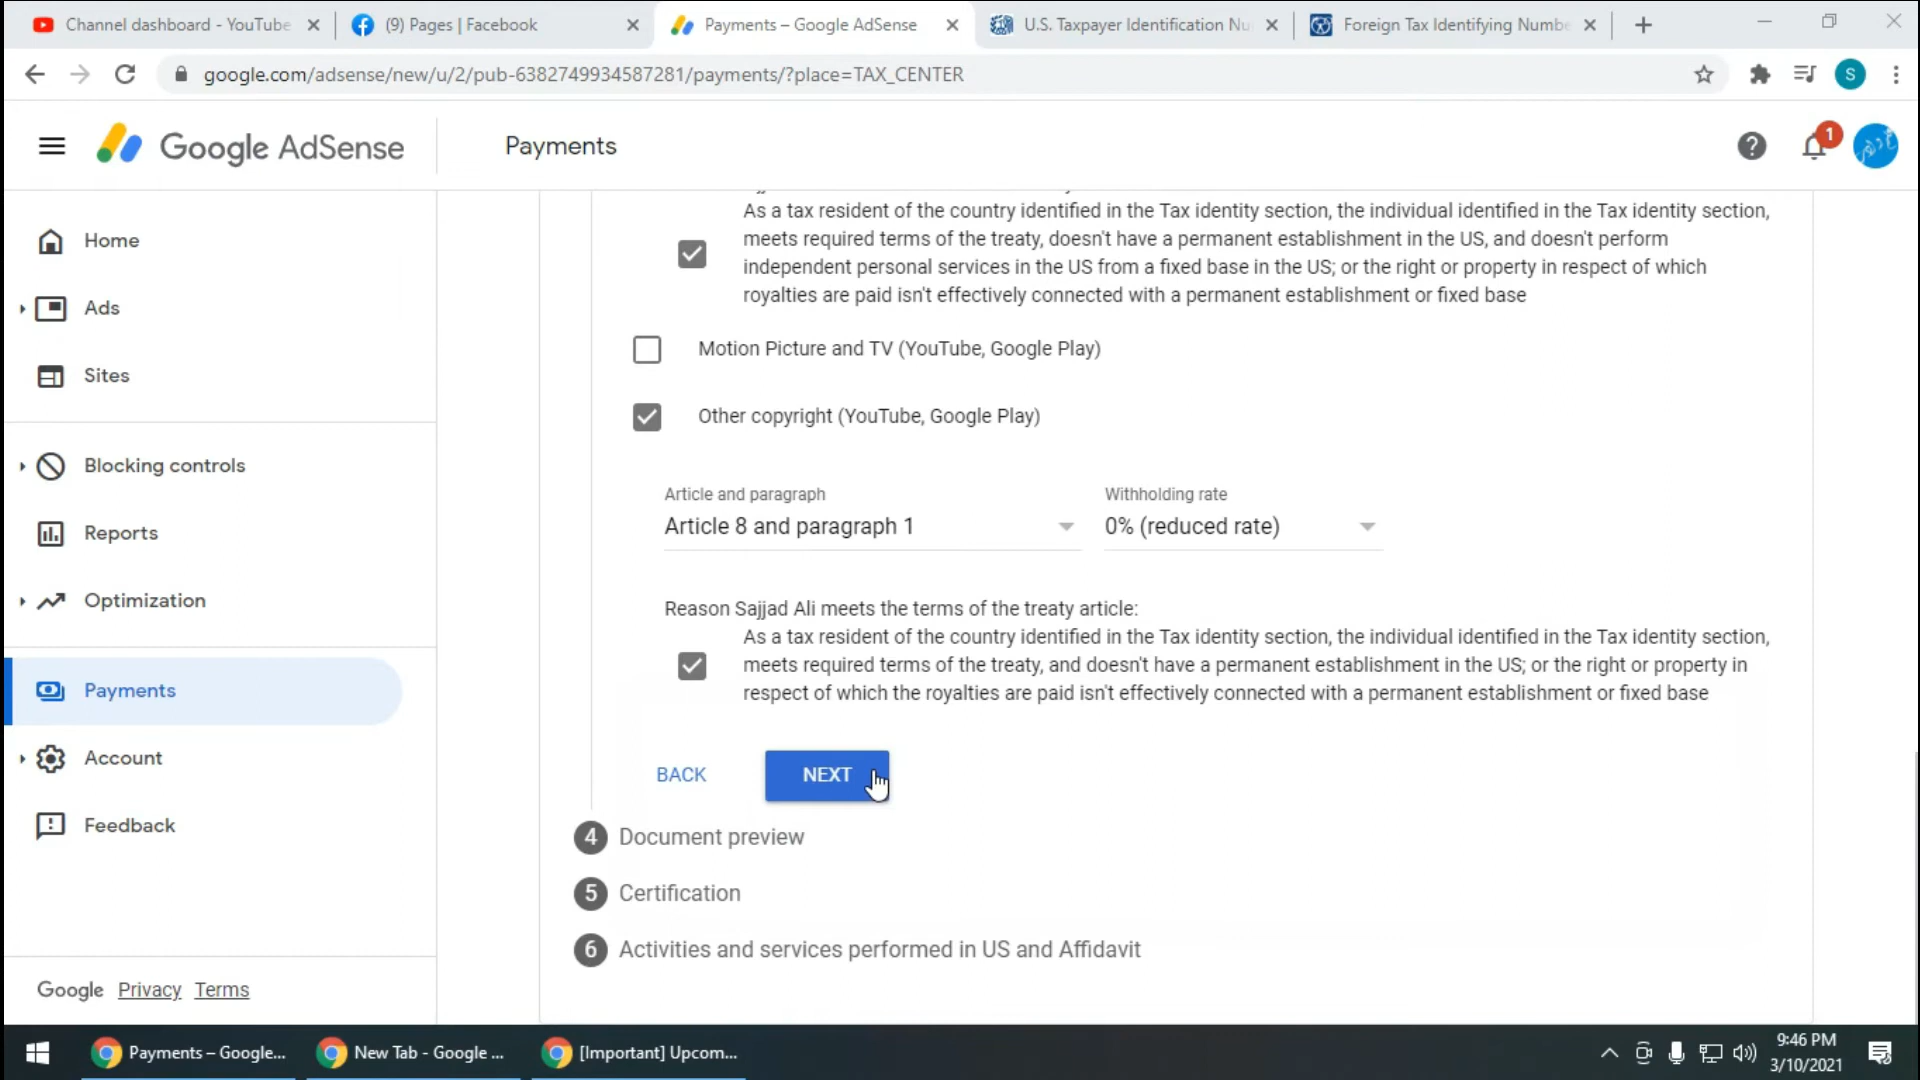 Channel dashboard - YouTube
(9) Pages | Facebook
Payments – Google AdSense
U.S. Taxpayer Identification Nu
Foreign Tax Identifying Numbe
google.com/adsense/new/u/2/pub-6382749934587281/payments/?place=TAX_CENTER
S
Google AdSense
Payments
1
Home
Ads
Sites
Blocking controls
Reports
Optimization
Payments
Account
Feedback
Google Privacy Terms
As a tax resident of the country identified in the Tax identity section, the individual identified in the Tax identity section,
meets required terms of the treaty, doesn't have a permanent establishment in the US, and doesn't perform
independent personal services in the US from a fixed base in the US; or the right or property in respect of which
royalties are paid isn't effectively connected with a permanent establishment or fixed base
Motion Picture and TV (YouTube, Google Play)
Other copyright (YouTube, Google Play)
Article and paragraph
Article 8 and paragraph 1
Withholding rate
0% (reduced rate)
Reason Sajjad Ali meets the terms of the treaty article:
As a tax resident of the country identified in the Tax identity section, the individual identified in the Tax identity section,
meets required terms of the treaty, and doesn't have a permanent establishment in the US; or the right or property in
respect of which the royalties are paid isn't effectively connected with a permanent establishment or fixed base
BACK
NEXT
4 Document preview
5 Certification
6 Activities and services performed in US and Affidavit
Payments – Google...
New Tab - Google ...
[Important] Upcom...
9:46 PM
3/10/2021